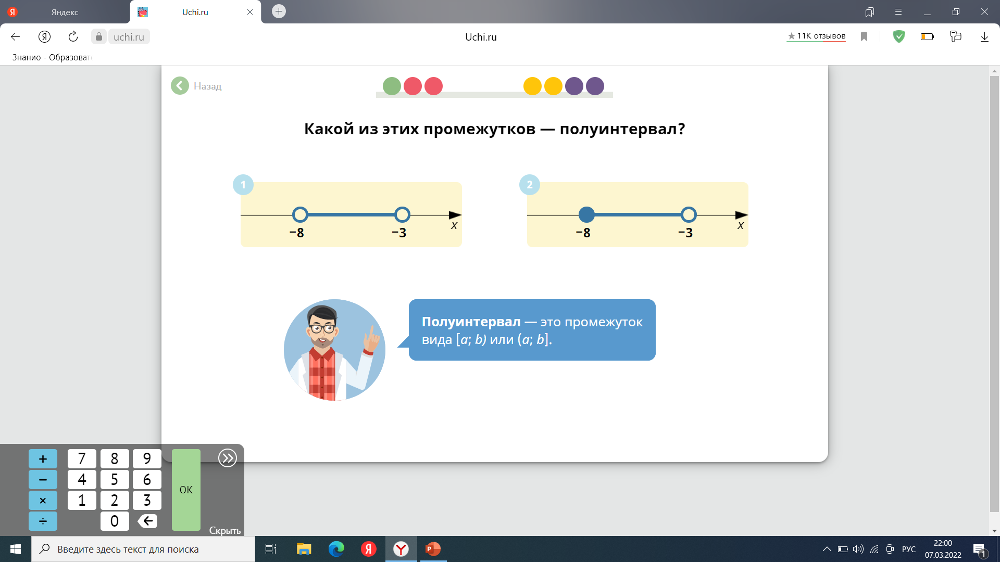 Яндекс
Uchi.ru
uchi.ru
Uchi.ru
★11K отзывов
Знанио - Образоват
Назад
Какой из этих промежутков — полуинтервал?
1
−8
−3
X
2
−8
−3
X
Полуинтервал — это промежуток
вида [a; b) или (a; b].
+ 7 8 9
− 4 5 6
× 1 2 3
÷ 0
OK
Скрыть
Введите здесь текст для поиска
РУС
22:00
07.03.2022
1